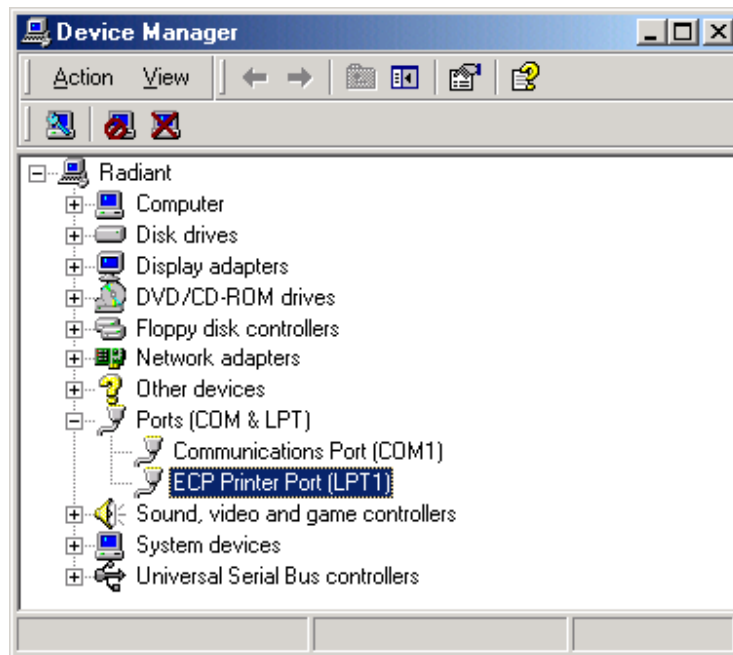 Device Manager
Action View
Radiant
Computer
Disk drives
Display adapters
DVD/CD-ROM drives
Floppy disk controllers
Network adapters
Other devices
Ports (COM & LPT)
Communications Port (COM1)
ECP Printer Port (LPT1)
Sound, video and game controllers
System devices
Universal Serial Bus controllers